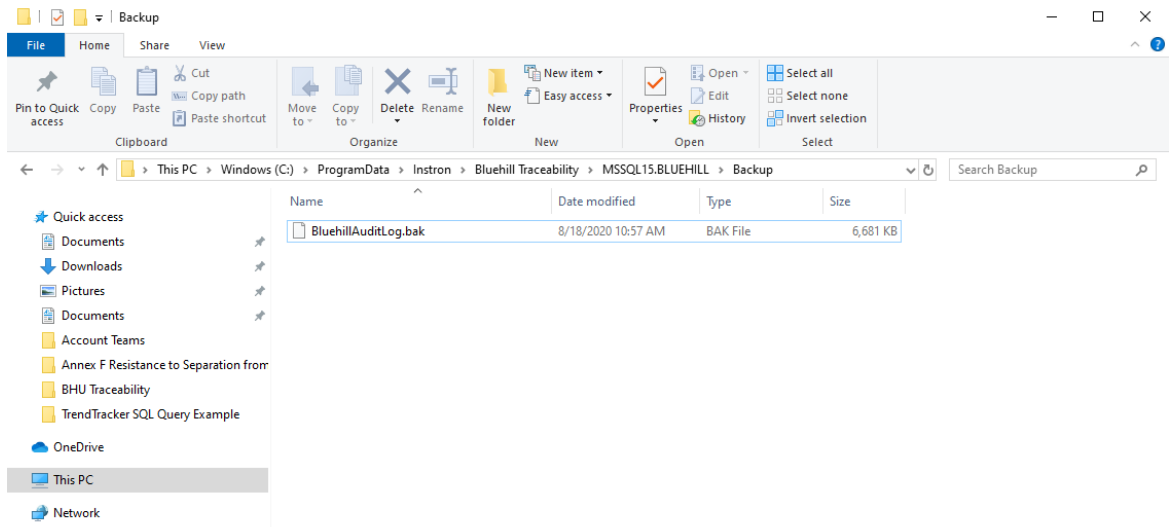 Backup
File Home Share View
Pin to Quick access
Copy
Paste
Cut
Copy path
Paste shortcut
Clipboard
Move to
Copy to
Delete
Rename
Organize
New folder
New item
Easy access
New
Properties
Open
Edit
History
Open
Select all
Select none
Invert selection
Select
This PC > Windows (C:) > ProgramData > Instron > Bluehill Traceability > MSSQL15.BLUEHILL > Backup
Search Backup
Quick access
Documents
Downloads
Pictures
Documents
Account Teams
Annex F Resistance to Separation from
BHU Traceability
TrendTracker SQL Query Example
OneDrive
This PC
Network
Name Date modified Type Size
BluehillAuditLog.bak 8/18/2020 10:57 AM BAK File 6,681 KB